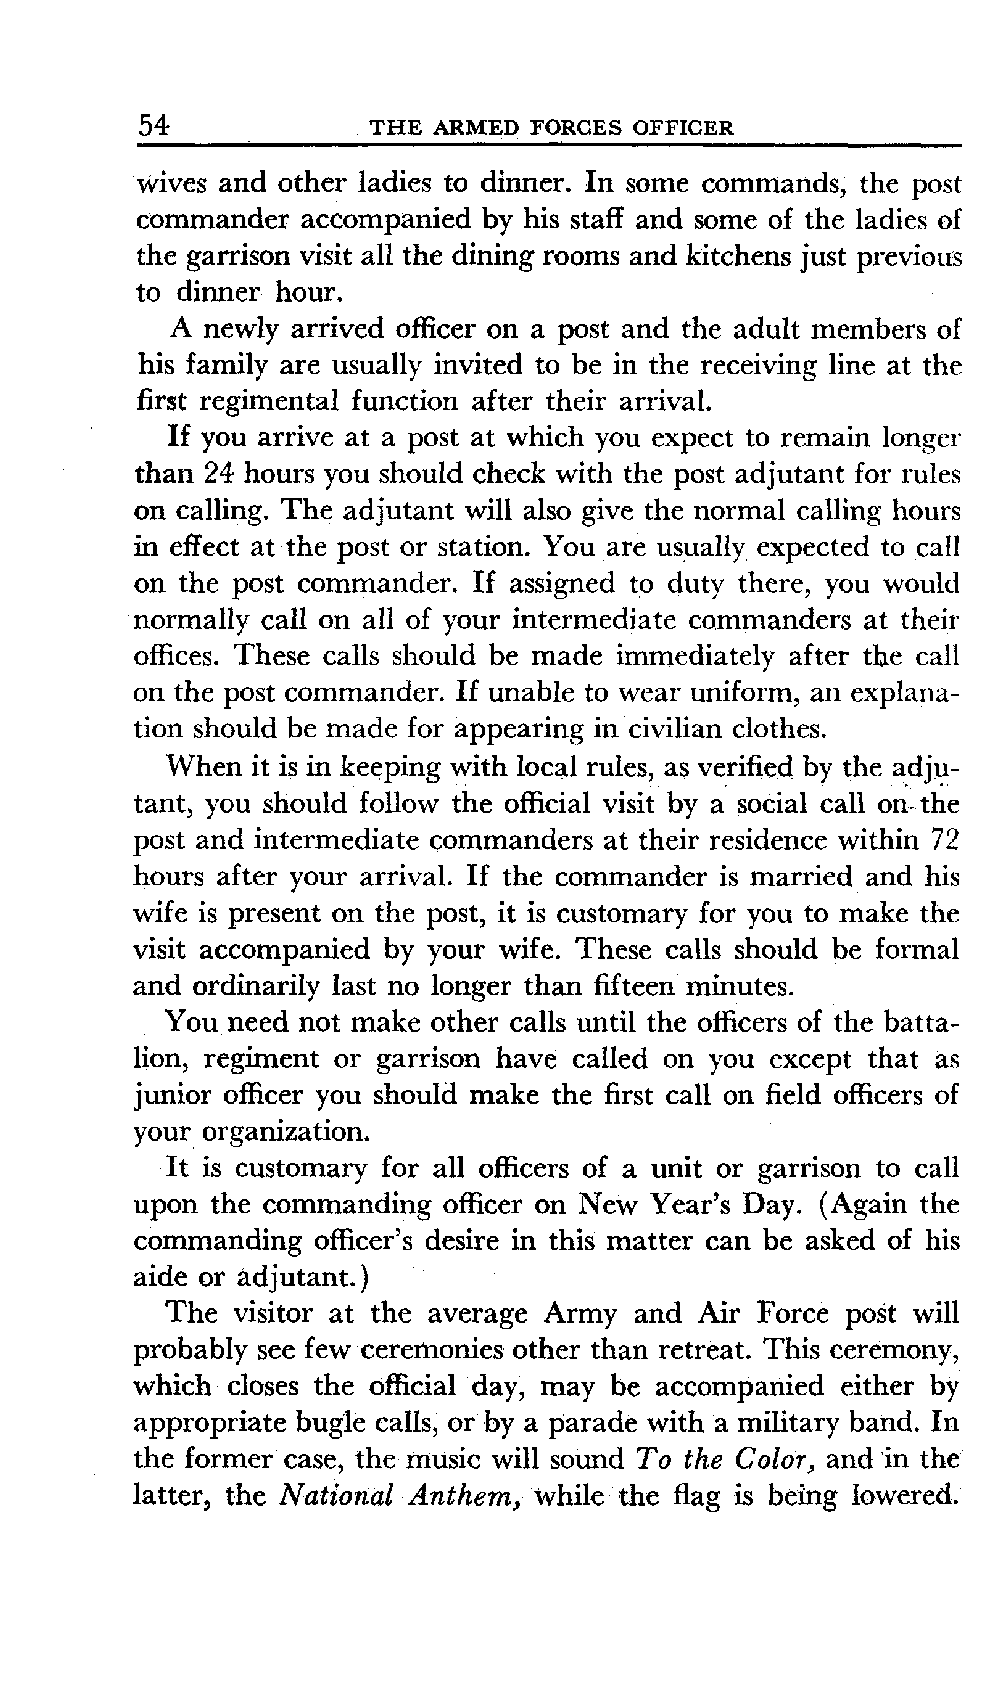 54 THE ARMED FORCES OFFICER
wives and other ladies to dinner. In some commands, the post
commander accompanied by his staff and some of the ladies of
the garrison visit all the dining rooms and kitchens just previous
to dinner hour.
A newly arrived officer on a post and the adult members of
his family are usually invited to be in the receiving line at the
first regimental function after their arrival.
If you arrive at a post at which you expect to remain longer
than 24 hours you should check with the post adjutant for rules
on calling. The adjutant will also give the normal calling hours
in effect at the post or station. You are usually expected to call
on the post commander. If assigned to duty there, you would
normally call on all of your intermediate commanders at their
offices. These calls should be made immediately after the call
on the post commander. If unable to wear uniform, an explana-
tion should be made for appearing in civilian clothes.
When it is in keeping with local rules, as verified by the adju-
tant, you should follow the official visit by a social call on the
post and intermediate commanders at their residence within 72
hours after your arrival. If the commander is married and his
wife is present on the post, it is customary for you to make the
visit accompanied by your wife. These calls should be formal
and ordinarily last no longer than fifteen minutes.
You need not make other calls until the officers of the batta-
lion, regiment or garrison have called on you except that as
junior officer you should make the first call on field officers of
your organization.
It is customary for all officers of a unit or garrison to call
upon the commanding officer on New Year's Day. (Again the
commanding officer's desire in this matter can be asked of his
aide or adjutant.)
The visitor at the average Army and Air Force post will
probably see few ceremonies other than retreat. This ceremony,
which closes the official day, may be accompanied either by
appropriate bugle calls, or by a parade with a military band. In
the former case, the music will sound To the Color, and in the
latter, the National Anthem, while the flag is being lowered.